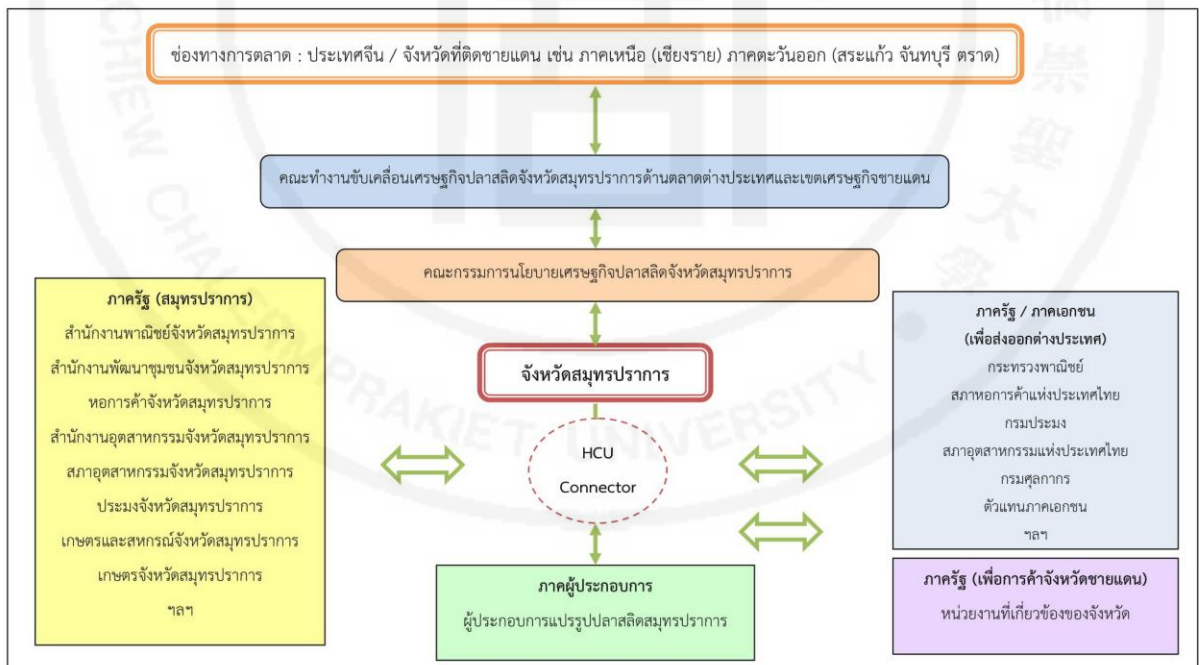 ช่องทางการตลาด : ประเทศจีน / จังหวัดที่ติดชายแดน เช่น ภาคเหนือ (เชียงราย) ภาคตะวันออก (สระแก้ว จันทบุรี ตราด)
คณะทำงานขับเคลื่อนเศรษฐกิจปลาสลิดจังหวัดสมุทรปราการด้านตลาดต่างประเทศและเขตเศรษฐกิจชายแดน
คณะกรรมการนโยบายเศรษฐกิจปลาสลิดจังหวัดสมุทรปราการ
ภาครัฐ (สมุทรปราการ)
สำนักงานพาณิชย์จังหวัดสมุทรปราการ
สำนักงานพัฒนาชุมชนจังหวัดสมุทรปราการ
หอการค้าจังหวัดสมุทรปราการ
สำนักงานอุตสาหกรรมจังหวัดสมุทรปราการ
สภาอุตสาหกรรมจังหวัดสมุทรปราการ
ประมงจังหวัดสมุทรปราการ
เกษตรและสหกรณ์จังหวัดสมุทรปราการ
เกษตรจังหวัดสมุทรปราการ
ฯลฯ
จังหวัดสมุทรปราการ
HCU
Connector
ภาคผู้ประกอบการ
ผู้ประกอบการแปรรูปปลาสลิดสมุทรปราการ
ภาครัฐ / ภาคเอกชน
(เพื่อส่งออกต่างประเทศ)
กระทรวงพาณิชย์
สภาหอการค้าแห่งประเทศไทย
กรมประมง
สภาอุตสาหกรรมแห่งประเทศไทย
กรมศุลกากร
ตัวแทนภาคเอกชน
ฯลฯ
ภาครัฐ (เพื่อการค้าจังหวัดชายแดน)
หน่วยงานที่เกี่ยวข้องของจังหวัด
CHIEW CHALERMPRAKIET UNIVERSITY
崇聖大學